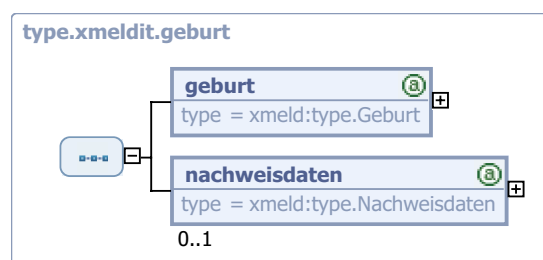 type.xmeldit.geburt
geburt @
type = xmeld:type.Geburt
nachweisdaten @
type = xmeld:type.Nachweisdaten
0..1